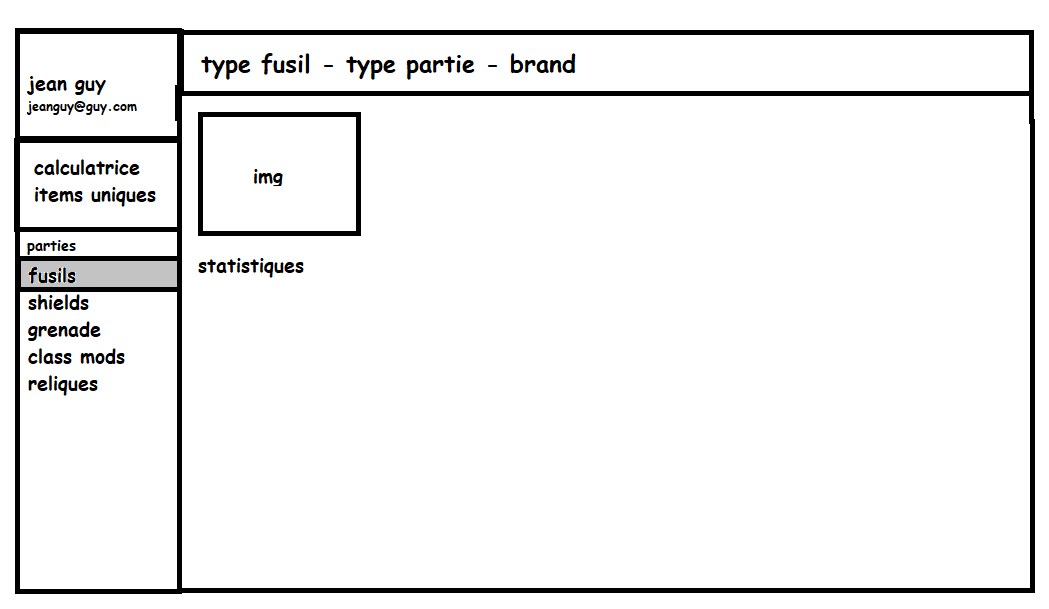 jean guy
jeanguy@guy.com
calculatrice
items uniques
parties
fusils
shields
grenade
class mods
reliques
type fusil - type partie - brand
img
statistiques